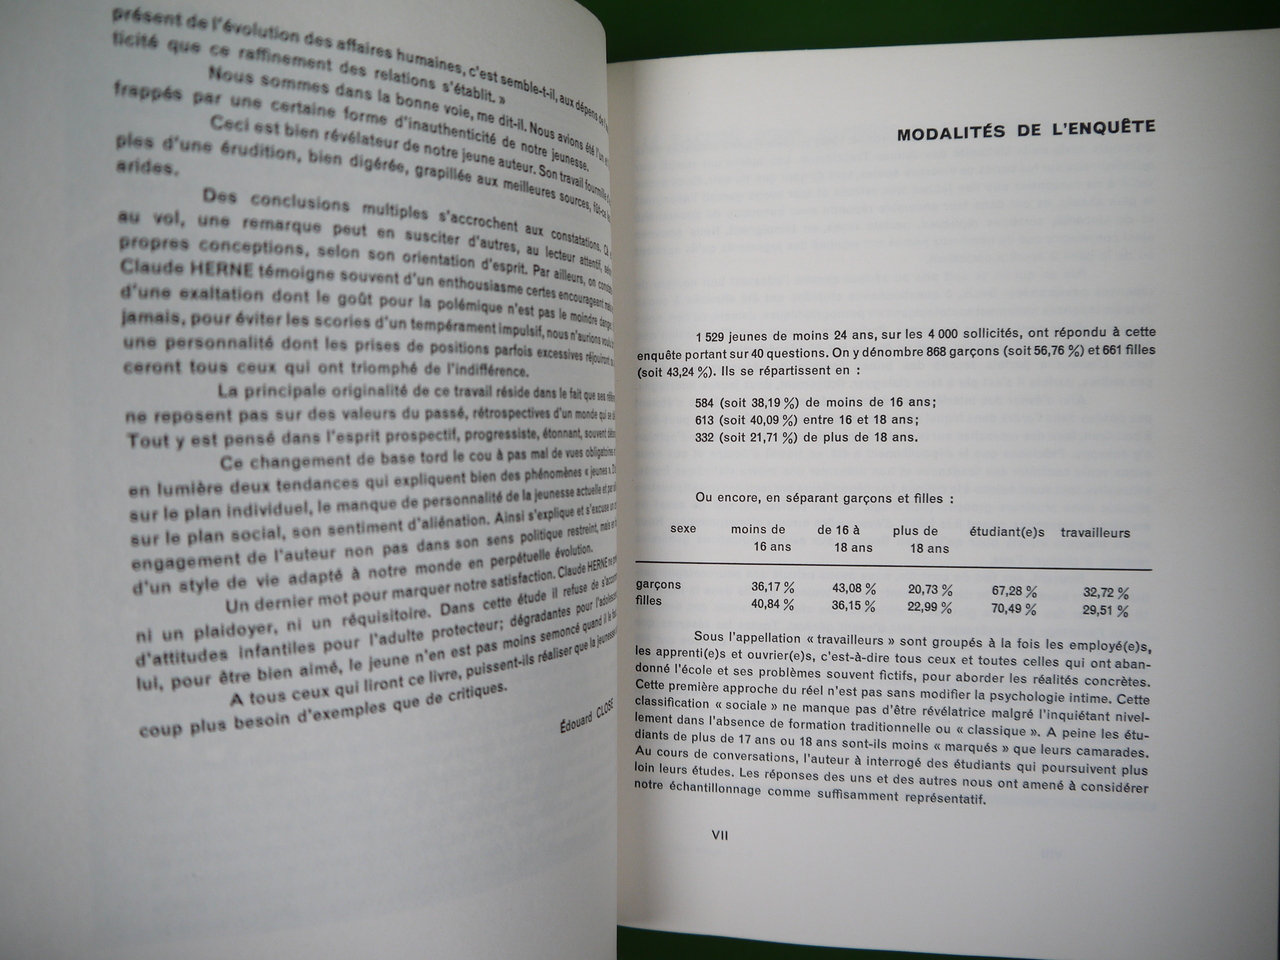 présent de l'évolution des affaires humaines, c'est semble-t-il, aux dépens de
ticité que ce raffinement des relations s'établit. »
Nous sommes dans la bonne voie, me dit-il. Nous avions été l'un et
frappés par une certaine forme d'inauthenticité de notre jeunesse.
Ceci est bien révélateur de notre jeune auteur. Son travail fourmille
ples d'une érudition, bien digérée, grapillée aux meilleures sources, fût-ce
arides.
Des conclusions multiples s'accrochent aux constatations.
au vol, une remarque peut en susciter d'autres, au lecteur attentif,
propres conceptions, selon son orientation d'esprit. Par ailleurs, on
Claude HERNE témoigne souvent d'un enthousiasme certes encourageant
d'une exaltation dont le goût pour la polémique n'est pas le moindre danger
jamais, pour éviter les scories d'un tempérament impulsif, nous n'aurions
une personnalité dont les prises de positions parfois excessives
ceront tous ceux qui ont triomphé de l'indifférence.
La principale originalité de ce travail réside dans le fait que ses
ne reposent pas sur des valeurs du passé, rétrospectives d'un monde qui se
Tout y est pensé dans l'esprit prospectif, progressiste, étonnant, souvent
Ce changement de base tord le cou à pas mal de vues obligatoires
en lumière deux tendances qui expliquent bien des phénomènes « jeunes ».
sur le plan individuel, le manque de personnalité de la jeunesse actuelle et
sur le plan social, son sentiment d'aliénation. Ainsi s'explique et s'excuse
engagement de l'auteur non pas dans son sens politique restreint, mais
d'un style de vie adapté à notre monde en perpétuelle évolution.
Un dernier mot pour marquer notre satisfaction. Claude HERNE ne
ni un plaidoyer, ni un réquisitoire. Dans cette étude il refuse de
d'attitudes infantiles pour l'adulte protecteur; dégradantes pour
lui, pour être bien aimé, le jeune n'en est pas moins semoncé quand il le
A tous ceux qui liront ce livre, puissent-ils réaliser que la jeunesse
coup plus besoin d'exemples que de critiques.
Édouard CLOSE
MODALITÉS DE L'ENQUÊTE
1 529 jeunes de moins 24 ans, sur les 4 000 sollicités, ont répondu à cette
enquête portant sur 40 questions. On y dénombre 868 garçons (soit 56,76 %) et 661 filles
(soit 43,24 %). Ils se répartissent en :
584 (soit 38,19 %) de moins de 16 ans;
613 (soit 40,09 %) entre 16 et 18 ans;
332 (soit 21,71 %) de plus de 18 ans.
Ou encore, en séparant garçons et filles :
sexe moins de de 16 à plus de étudiant(e)s travailleurs
16 ans 18 ans 18 ans
garçons 36,17 % 43,08 % 20,73 % 67,28 % 32,72 %
filles 40,84 % 36,15 % 22,99 % 70,49 % 29,51 %
Sous l'appellation « travailleurs » sont groupés à la fois les employé(e)s,
les apprenti(e)s et ouvrier(e)s, c'est-à-dire tous ceux et toutes celles qui ont aban-
donné l'école et ses problèmes souvent fictifs, pour aborder les réalités concrètes.
Cette première approche du réel n'est pas sans modifier la psychologie intime. Cette
classification « sociale » ne manque pas d'être révélatrice malgré l'inquiétant nivel-
lement dans l'absence de formation traditionnelle ou « classique ». A peine les étu-
diants de plus de 17 ans ou 18 ans sont-ils moins « marqués » que leurs camarades.
Au cours de conversations, l'auteur à interrogé des étudiants qui poursuivent plus
loin leurs études. Les réponses des uns et des autres nous ont amené à considérer
notre échantillonnage comme suffisamment représentatif.
VII